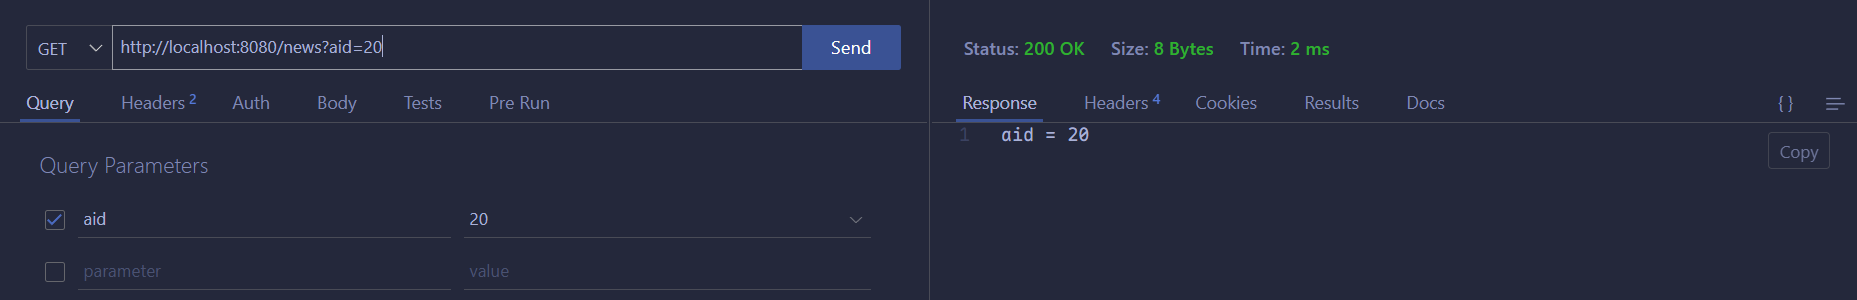 GET http://localhost:8080/news?aid=20 Send
Query Headers 2 Auth Body Tests Pre Run
Query Parameters
aid 20
parameter value
Status: 200 OK Size: 8 Bytes Time: 2 ms
Response Headers 4 Cookies Results Docs { }
1 aid = 20
Copy